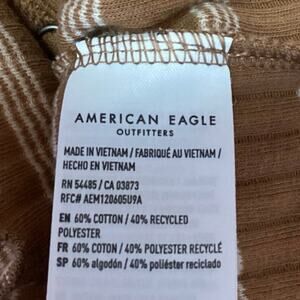 AMERICAN EAGLE
OUTFITTERS
MADE IN VIETNAM / FABRIQUÉ AU VIETNAM /
HECHO EN VIETNAM
RN 54485 / CA 03873
RFC# AEM120605U9A
EN 60% COTTON / 40% RECYCLED
POLYESTER
FR 60% COTON / 40% POLYESTER RECYCLÉ
SP 60% algodón / 40% poliéster reciclado